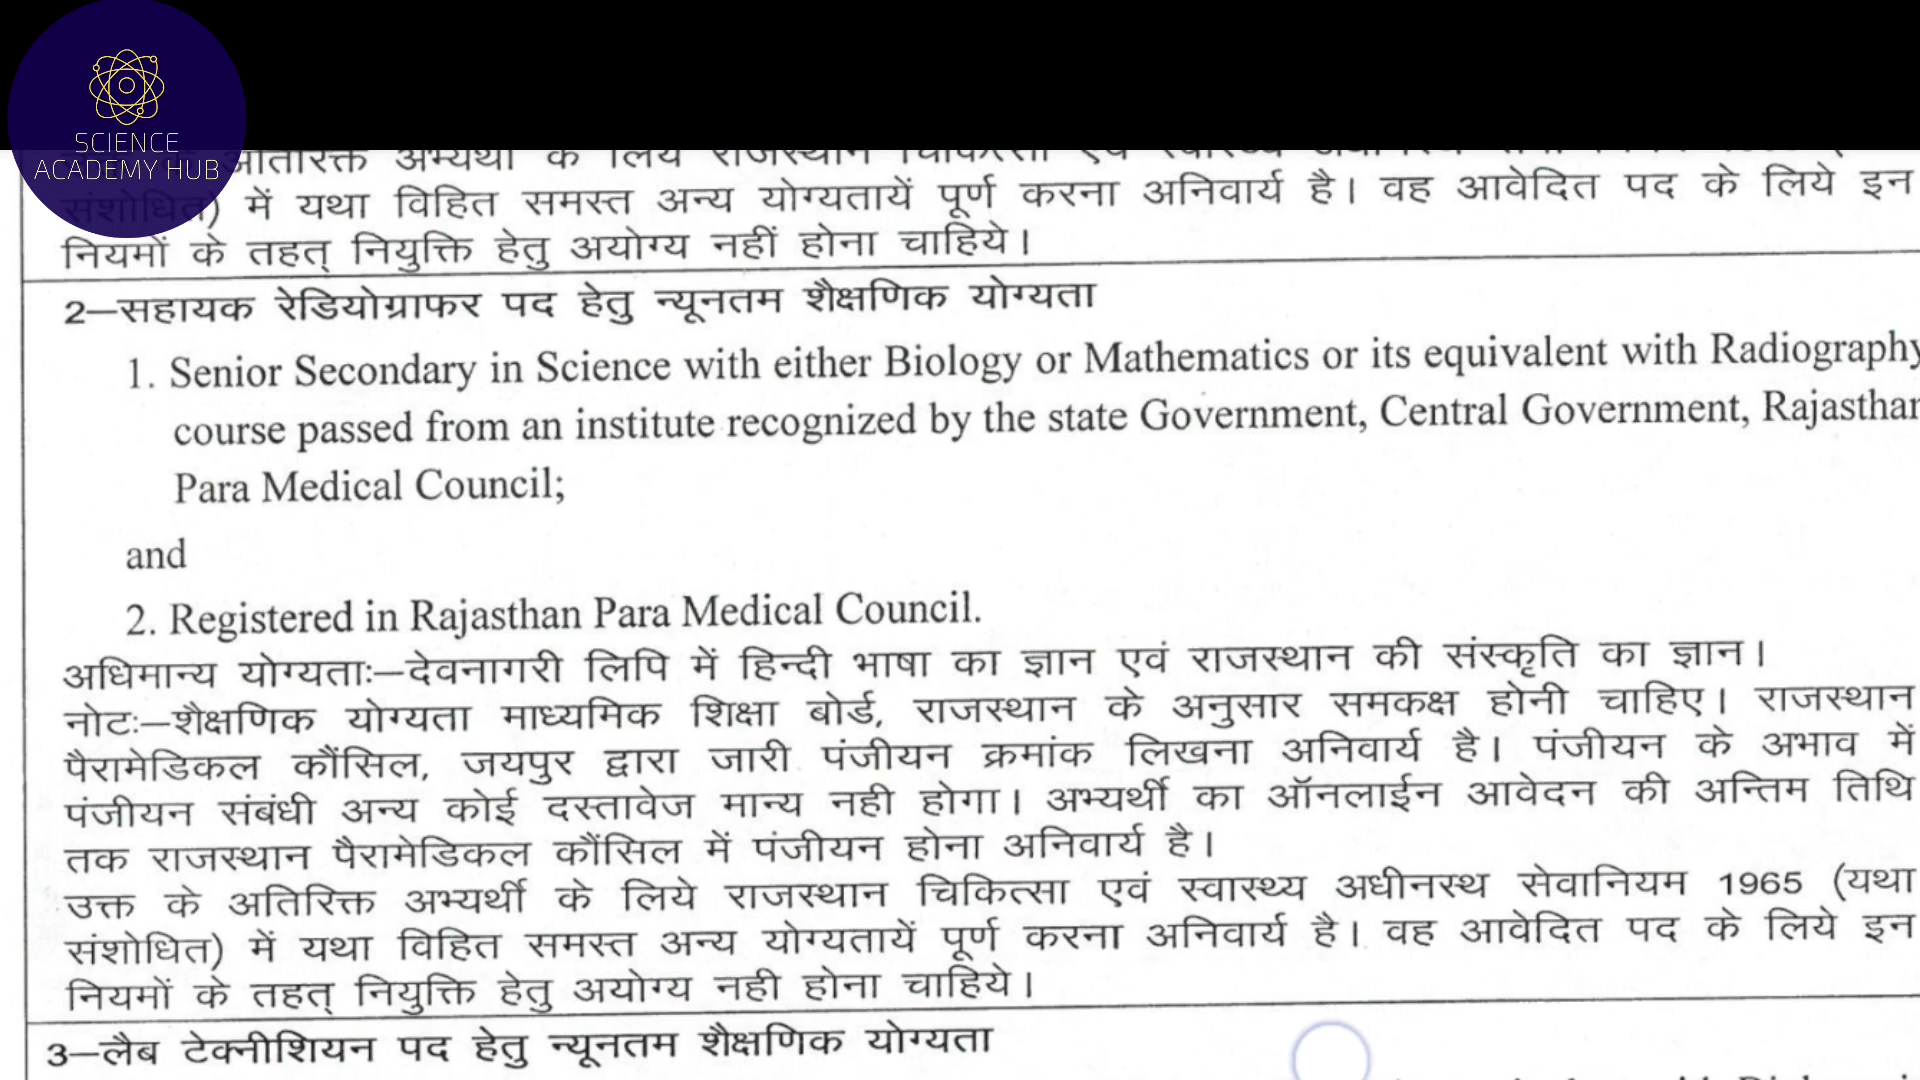 SCIENCE
ACADEMY HUB
अतिरिक्त अभ्यर्थी के लिये राजस्थान चिकित्सा एवं स्वास्थ्य
संशोधित) में यथा विहित समस्त अन्य योग्यतायें पूर्ण करना अनिवार्य है। वह आवेदित पद के लिये इन
नियमों के तहत् नियुक्ति हेतु अयोग्य नहीं होना चाहिये।
2–सहायक रेडियोग्राफर पद हेतु न्यूनतम शैक्षणिक योग्यता
1. Senior Secondary in Science with either Biology or Mathematics or its equivalent with Radiography
course passed from an institute recognized by the state Government, Central Government, Rajasthan
Para Medical Council;
and
2. Registered in Rajasthan Para Medical Council.
अधिमान्य योग्यताः–देवनागरी लिपि में हिन्दी भाषा का ज्ञान एवं राजस्थान की संस्कृति का ज्ञान।
नोटः–शैक्षणिक योग्यता माध्यमिक शिक्षा बोर्ड, राजस्थान के अनुसार समकक्ष होनी चाहिए। राजस्थान
पैरामेडिकल कौंसिल, जयपुर द्वारा जारी पंजीयन क्रमांक लिखना अनिवार्य है। पंजीयन के अभाव में
पंजीयन संबंधी अन्य कोई दस्तावेज मान्य नही होगा। अभ्यर्थी का ऑनलाईन आवेदन की अन्तिम तिथि
तक राजस्थान पैरामेडिकल कौंसिल में पंजीयन होना अनिवार्य है।
उक्त के अतिरिक्त अभ्यर्थी के लिये राजस्थान चिकित्सा एवं स्वास्थ्य अधीनस्थ सेवानियम 1965 (यथा
संशोधित) में यथा विहित समस्त अन्य योग्यतायें पूर्ण करना अनिवार्य है। वह आवेदित पद के लिये इन
नियमों के तहत् नियुक्ति हेतु अयोग्य नही होना चाहिये।
3–लैब टेक्नीशियन पद हेतु न्यूनतम शैक्षणिक योग्यता